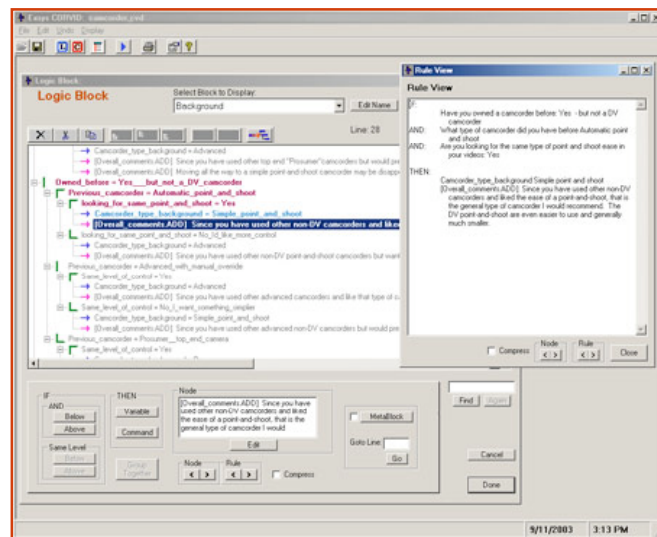 Exsys CORVID camcorder.cvd
File Edit Undo Display
Logic Block
Logic Block
Select Block to Display:
Background
Edit Name
Line: 28
Camcorder_type_background = Advanced
[Overall_comments.ADD] Since you have used other top end "Prosumer"camcorders but would pre
[Overall_comments.ADD] Moving all the way to a simple point and shoot camcorder may be disapp
Owned_before = Yes___but_not_a_DV_camcorder
Previous_camcorder = Automatic_point_and_shoot
looking_for_same_point_and_shoot = Yes
Camcorder_type_background = Simple_point_and_shoot
[Overall_comments.ADD] Since you have used other non-DV camcorders and liked
looking_for_same_point_and_shoot = No_Id_like_more_control
Camcorder_type_background = Advanced
[Overall_comments.ADD] Since you have used other non-DV point-and-shoot camcorders but want
Previous_camcorder = Advanced_with_manual_override
Same_level_of_control = Yes
Camcorder_type_background = Advanced
[Overall_comments.ADD] Since you have used other advanced camcorders and like that type of c
Same_level_of_control = No_I_want_something_simpler
Camcorder_type_background = Simple_point_and_shoot
[Overall_comments.ADD] Since you have used other advanced non-DV camcorders but would pre
Previous_camcorder = Prosumer__top_end_camera
Same_level_of_control = Yes
IF
AND
Below
Above
Same Level
Below
Above
THEN
Variable
Command
Group Together
Node
[Overall_comments.ADD] Since you have
used other non-DV camcorders and liked
the ease of a point-and-shoot, that is the
general type of camcorder I would
Edit
Node
Rule
Compress
MetaBlock
Goto Line:
Go
Find
Again
Cancel
Done
Rule View
Rule View
IF:
Have you owned a camcorder before: Yes - but not a DV
camcorder
AND: What type of camcorder did you have before Automatic point
and shoot
AND: Are you looking for the same type of point and shoot ease in
your videos: Yes
THEN:
Camcorder_type_background Simple point and shoot
[Overall_comments.ADD] Since you have used other non-DV
camcorders and liked the ease of a point-and-shoot, that is
the general type of camcorder I would recommend. The
DV point-and-shoot are even easier to use and generally
much smaller.
Compress
Node
Rule
Close
9/11/2003 3:13 PM